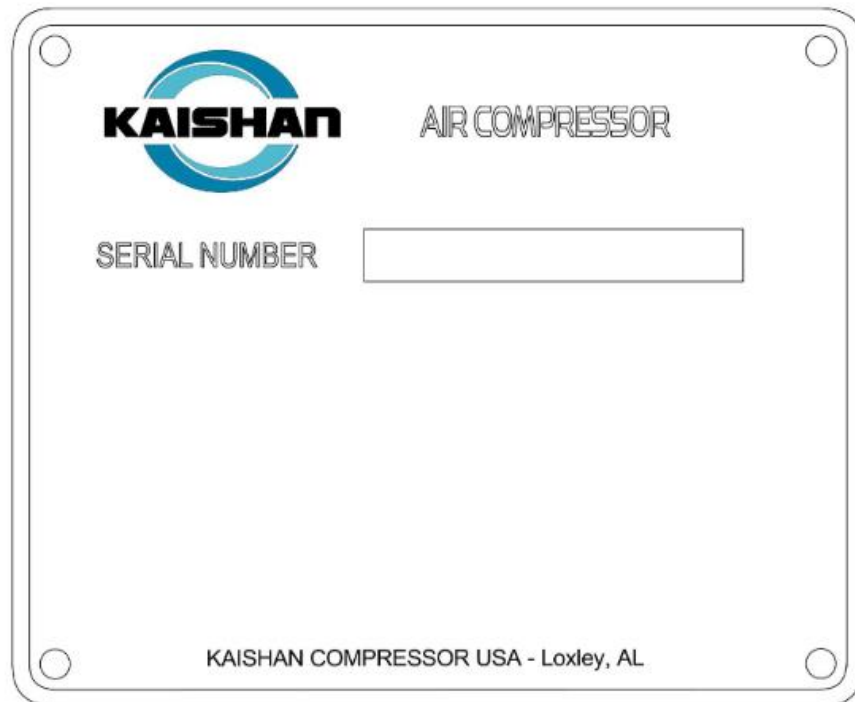 KAISHAN
AIR COMPRESSOR
SERIAL NUMBER
KAISHAN COMPRESSOR USA - Loxley, AL